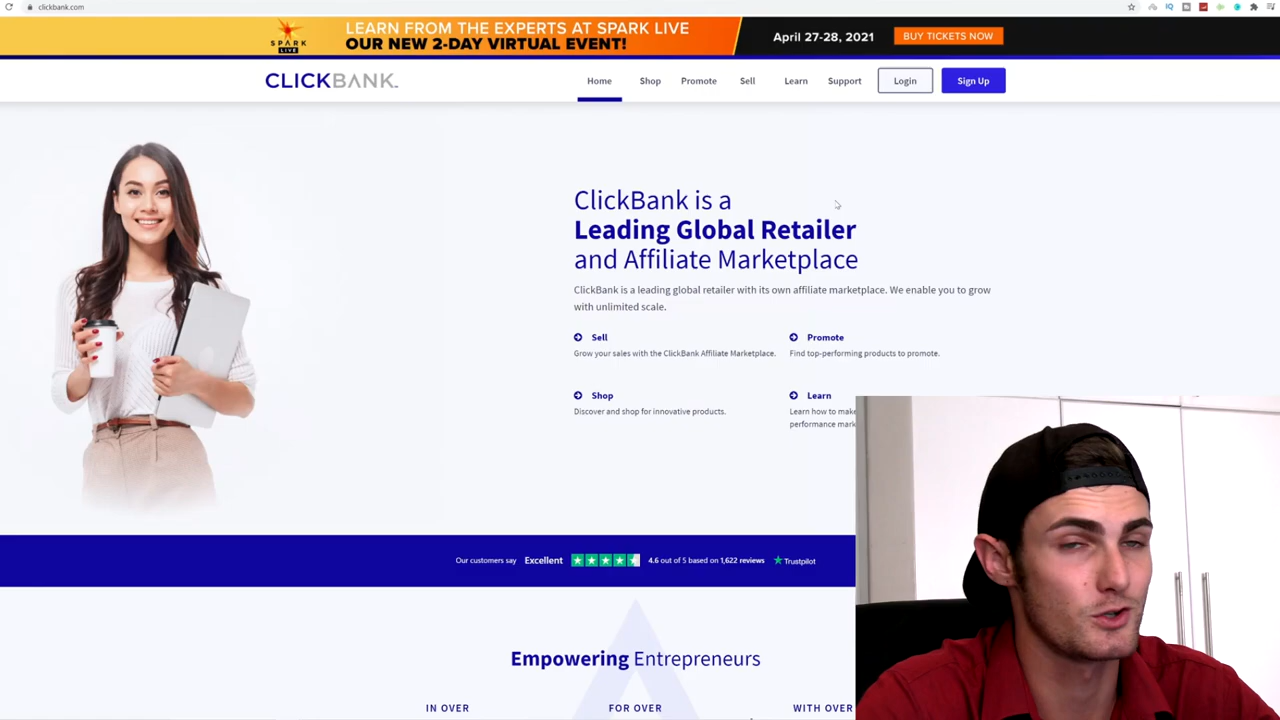 clickbank.com
SPARK
LIVE
LEARN FROM THE EXPERTS AT SPARK LIVE
OUR NEW 2-DAY VIRTUAL EVENT!
April 27-28, 2021
BUY TICKETS NOW
CLICKBANK.
Home
Shop
Promote
Sell
Learn
Support
Login
Sign Up
ClickBank is a
Leading Global Retailer
and Affiliate Marketplace
ClickBank is a leading global retailer with its own affiliate marketplace. We enable you to grow
with unlimited scale.
Sell
Grow your sales with the ClickBank Affiliate Marketplace.
Promote
Find top-performing products to promote.
Shop
Discover and shop for innovative products.
Learn
Learn how to make
performance mark
Our customers say Excellent 4.6 out of 5 based on 1,622 reviews Trustpilot
Empowering Entrepreneurs
IN OVER
FOR OVER
WITH OVER